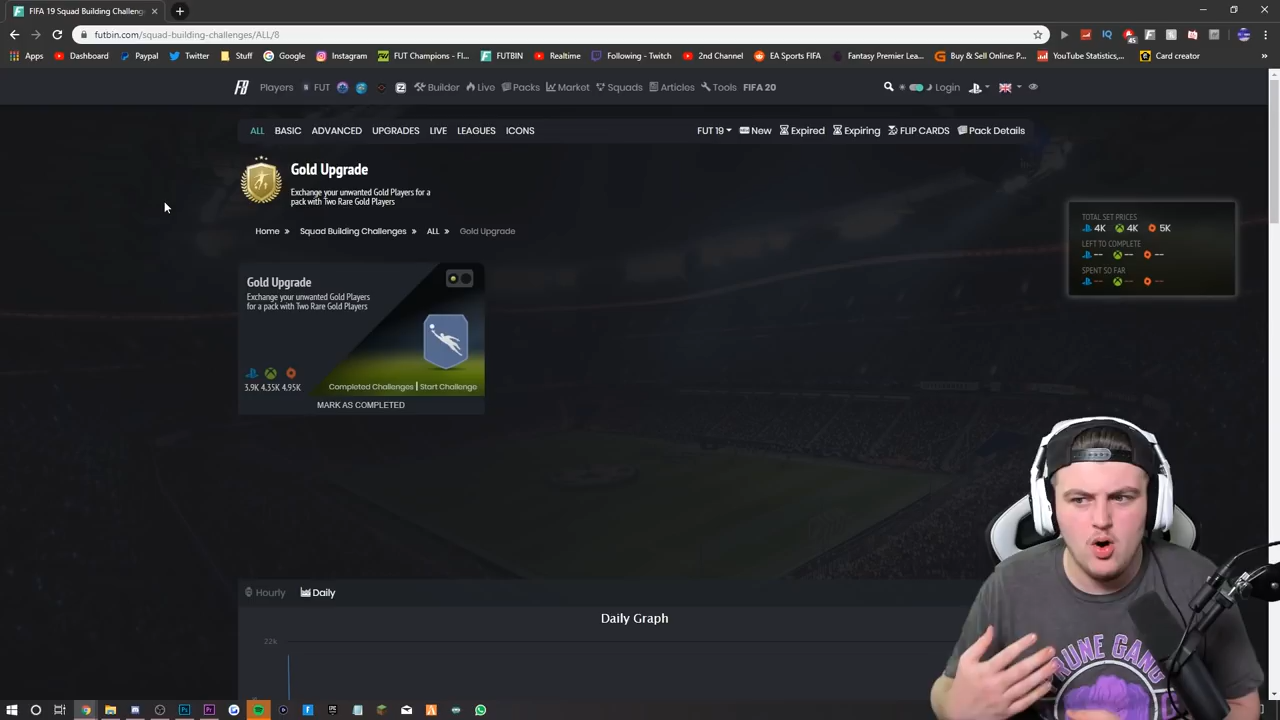 FIFA 19 Squad Building Challeng
futbin.com/squad-building-challenges/ALL/8
Apps Dashboard Paypal Twitter Stuff Google Instagram FUT Champions - Fl... FUTBIN Realtime Following - Twitch 2nd Channel EA Sports FIFA Fantasy Premier Lea... Buy & Sell Online: P... YouTube Statistics,... Card creator
Players FUT Builder Live Packs Market Squads Articles Tools FIFA 20 Login
ALL BASIC ADVANCED UPGRADES LIVE LEAGUES ICONS FUT 19 New Expired Expiring FLIP CARDS Pack Details
Gold Upgrade
Exchange your unwanted Gold Players for a
pack with Two Rare Gold Players
Home » Squad Building Challenges » ALL » Gold Upgrade
TOTAL SET PRICES
4K 4K 5K
LEFT TO COMPLETE
-- -- --
SPENT SO FAR
-- -- --
Gold Upgrade
Exchange your unwanted Gold Players
for a pack with Two Rare Gold Players
3.9K 4.35K 4.95K
Completed Challenges | Start Challenge
MARK AS COMPLETED
Hourly Daily
Daily Graph
22k
RUNE GANG